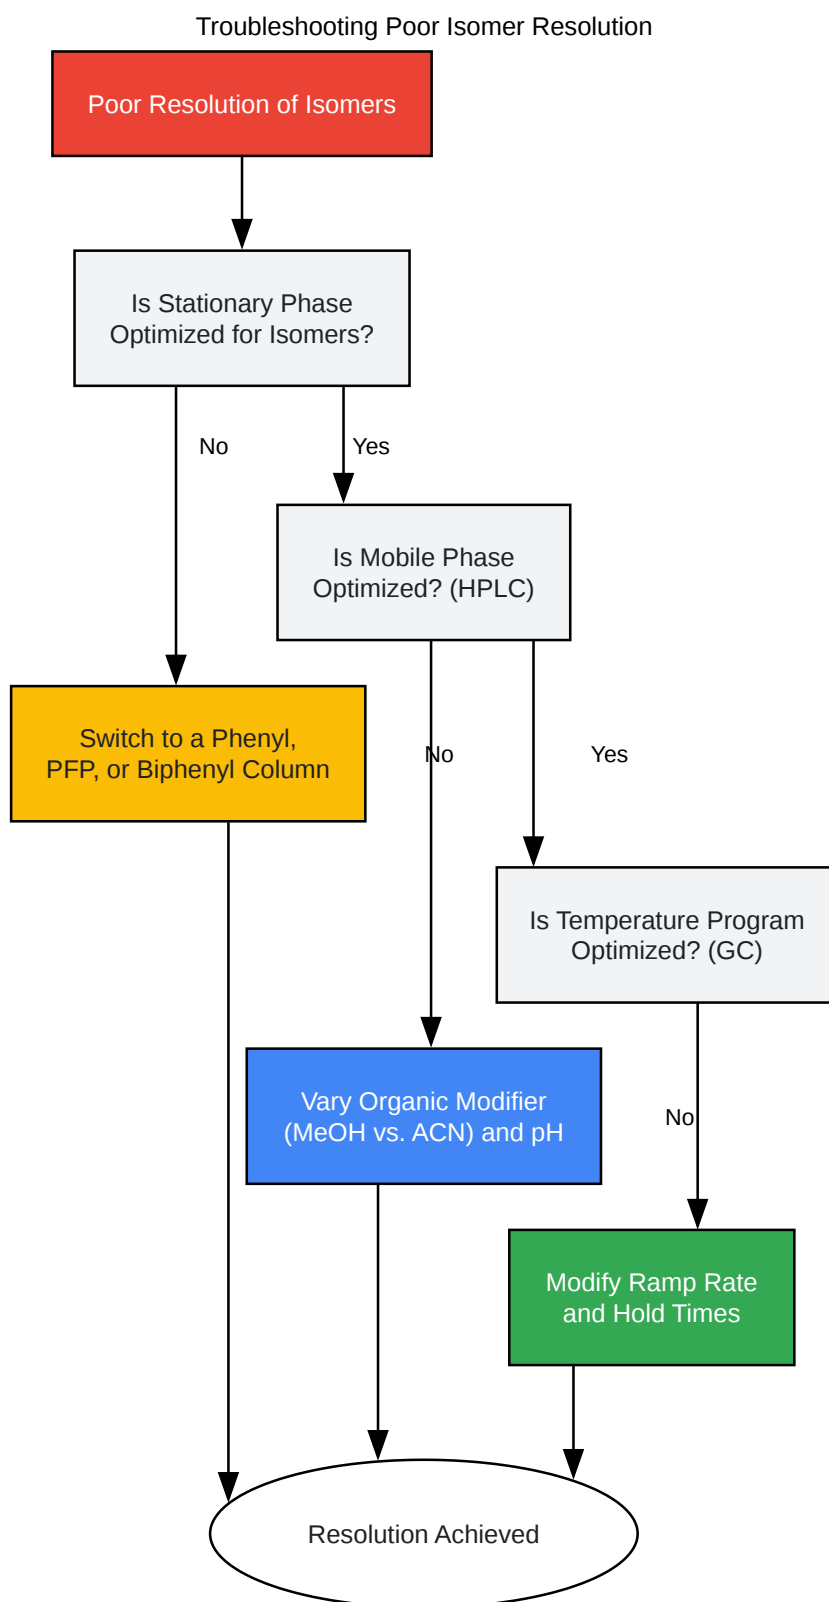 Troubleshooting Poor Isomer Resolution
Poor Resolution of Isomers
Is Stationary Phase
Optimized for Isomers?
No
Yes
Is Mobile Phase
Optimized? (HPLC)
Switch to a Phenyl,
PFP, or Biphenyl Column
No
Yes
Is Temperature Program
Optimized? (GC)
Vary Organic Modifier
(MeOH vs. ACN) and pH
No
Modify Ramp Rate
and Hold Times
Resolution Achieved